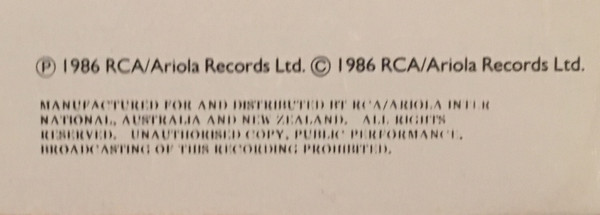 ℗ 1986 RCA/Ariola Records Ltd. © 1986 RCA/Ariola Records Ltd.
MANUFACTURED FOR AND DISTRIBUTED BY RCA/ARIOLA INTER
NATIONAL, AUSTRALIA AND NEW ZEALAND. ALL RIGHTS
RESERVED. UNAUTHORISED COPY, PUBLIC PERFORMANCE,
BROADCASTING OF THIS RECORDING PROHIBITED.